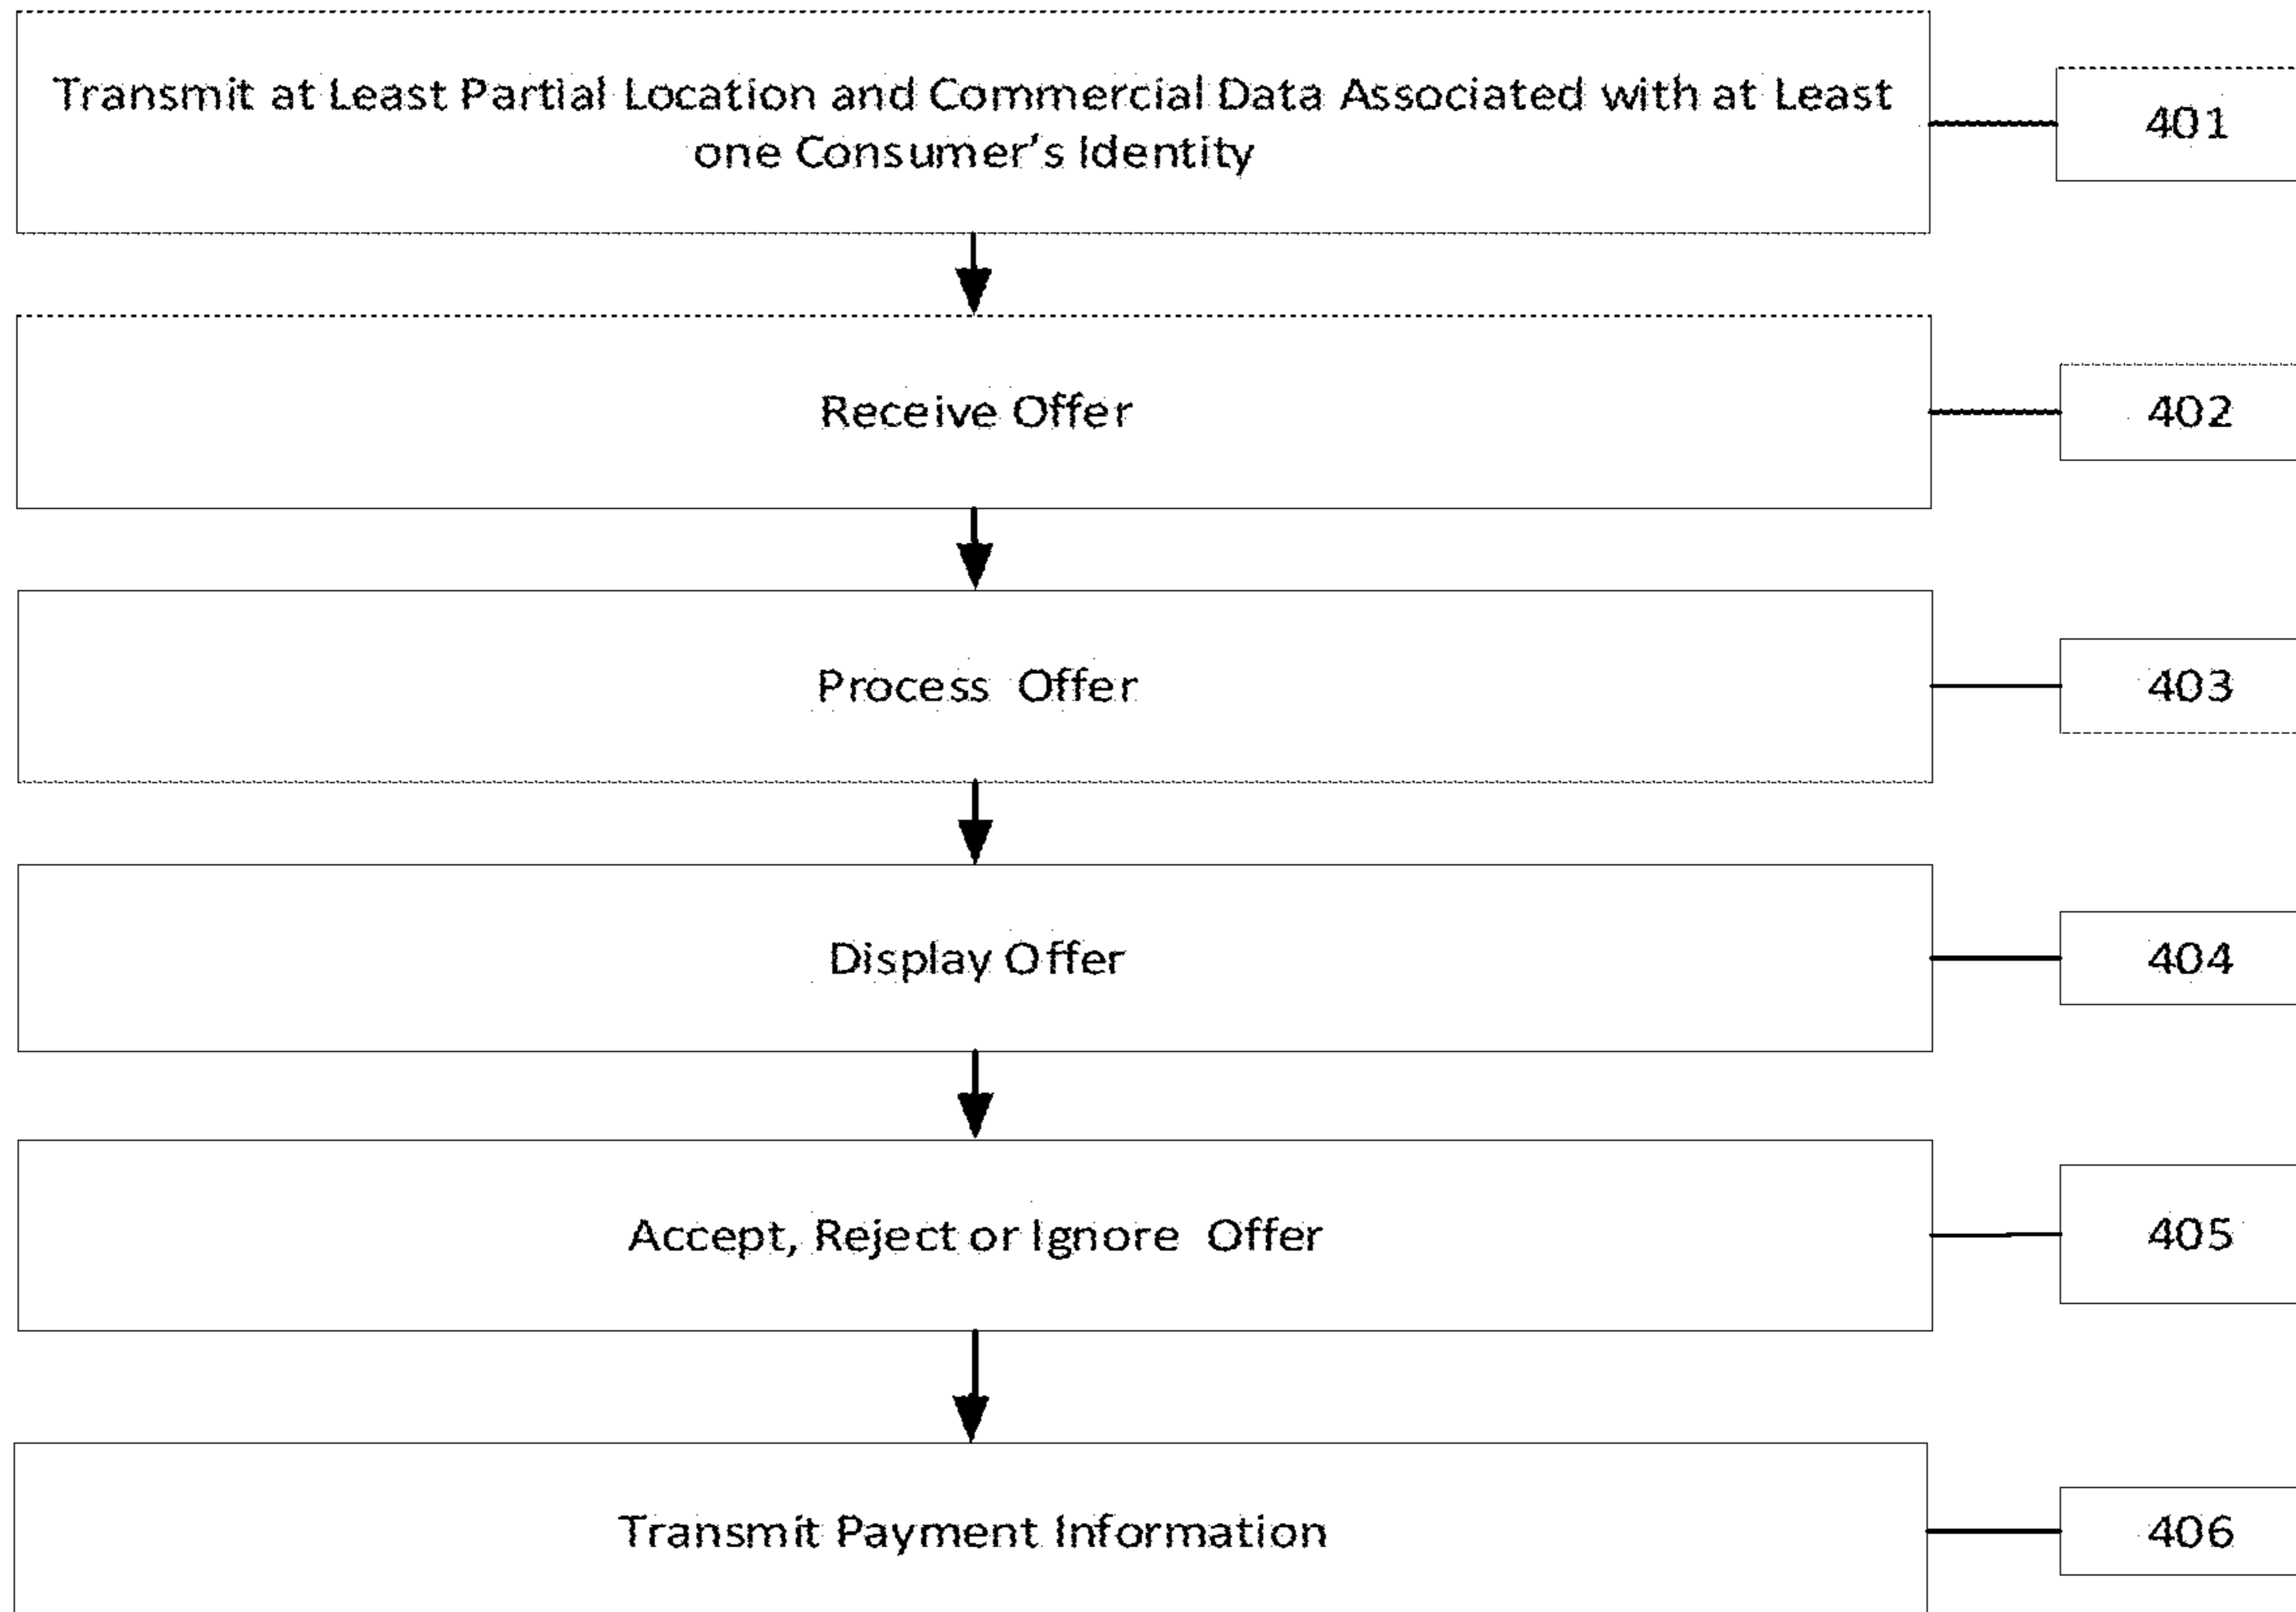 Transmit at Least Partial Location and Commercial Data Associated with at Least
one Consumer's Identity
401
Receive Offer
402
Process Offer
403
Display Offer
404
Accept, Reject or Ignore Offer
405
Transmit Payment Information
406